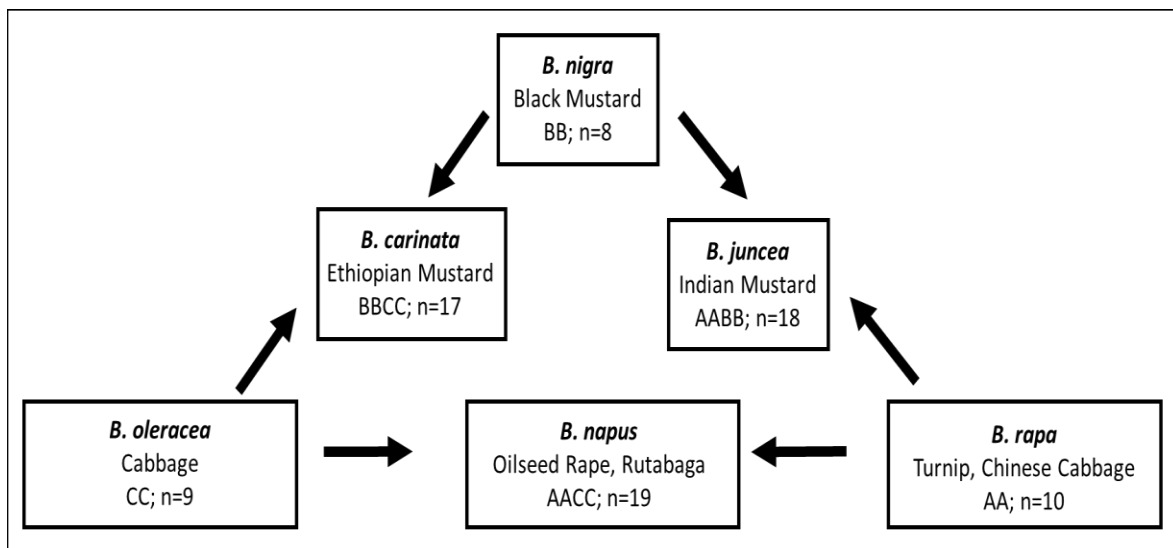 B. nigra
Black Mustard
BB; n=8
B. carinata
Ethiopian Mustard
BBCC; n=17
B. juncea
Indian Mustard
AABB; n=18
B. oleracea
Cabbage
CC; n=9
B. napus
Oilseed Rape, Rutabaga
AACC; n=19
B. rapa
Turnip, Chinese Cabbage
AA; n=10